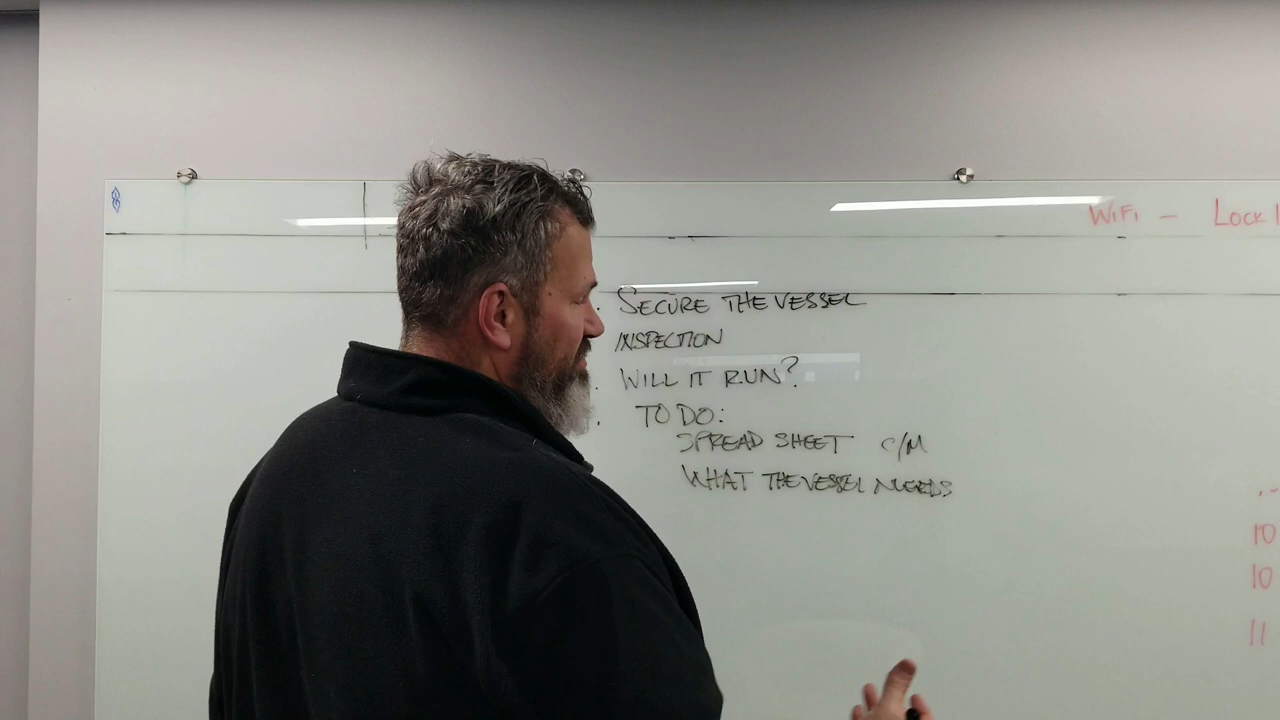 WIFI - LOCK
SECURE THE VESSEL
INSPECTION
WILL IT RUN?
TO DO:
SPREAD SHEET C/M
WHAT THE VESSEL NEEDS
10
10
11